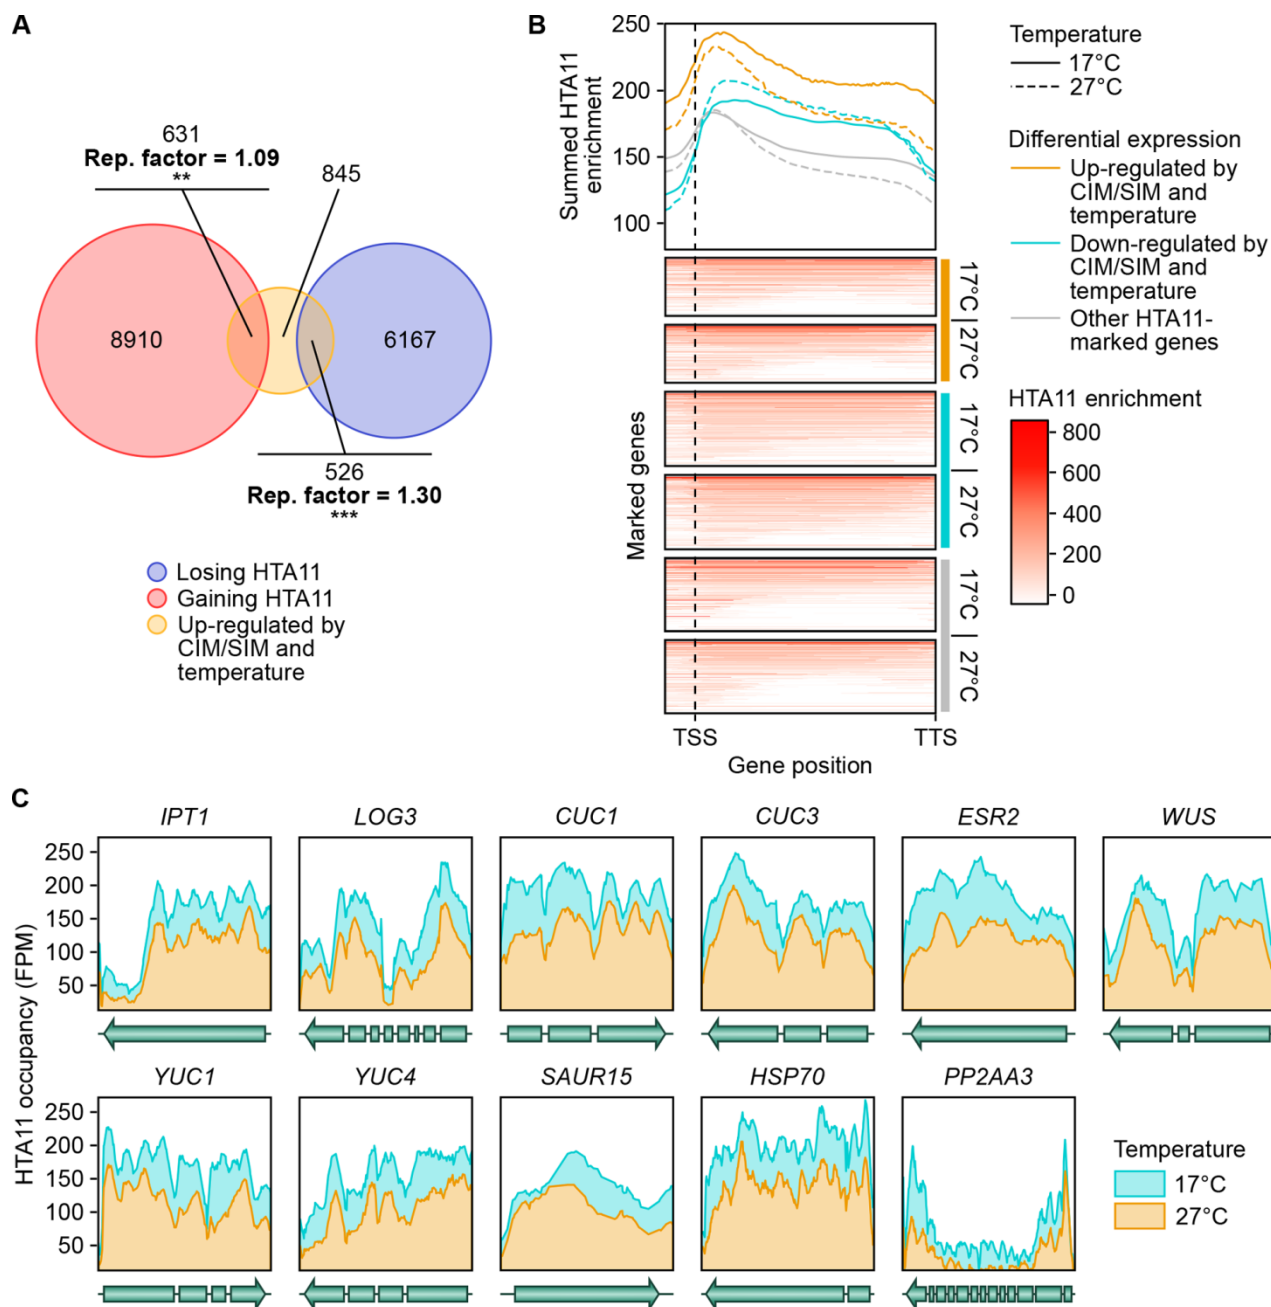 A
631
Rep. factor = 1.09
**
845
8910
6167
526
Rep. factor = 1.30
***
Losing HTA11
Gaining HTA11
Up-regulated by
CIM/SIM and
temperature
B
Summed HTA11
enrichment
250
200
150
100
Temperature
17°C
27°C
Differential expression
Up-regulated by
CIM/SIM and
temperature
Down-regulated by
CIM/SIM and
temperature
Other HTA11-
marked genes
Marked genes
17°C
27°C
17°C
27°C
17°C
27°C
TSS
TTS
Gene position
HTA11 enrichment
800
600
400
200
0
C
HTA11 occupancy (FPM)
IPT1
LOG3
CUC1
CUC3
ESR2
WUS
250
200
150
100
50
YUC1
YUC4
SAUR15
HSP70
PP2AA3
250
200
150
100
50
Temperature
17°C
27°C